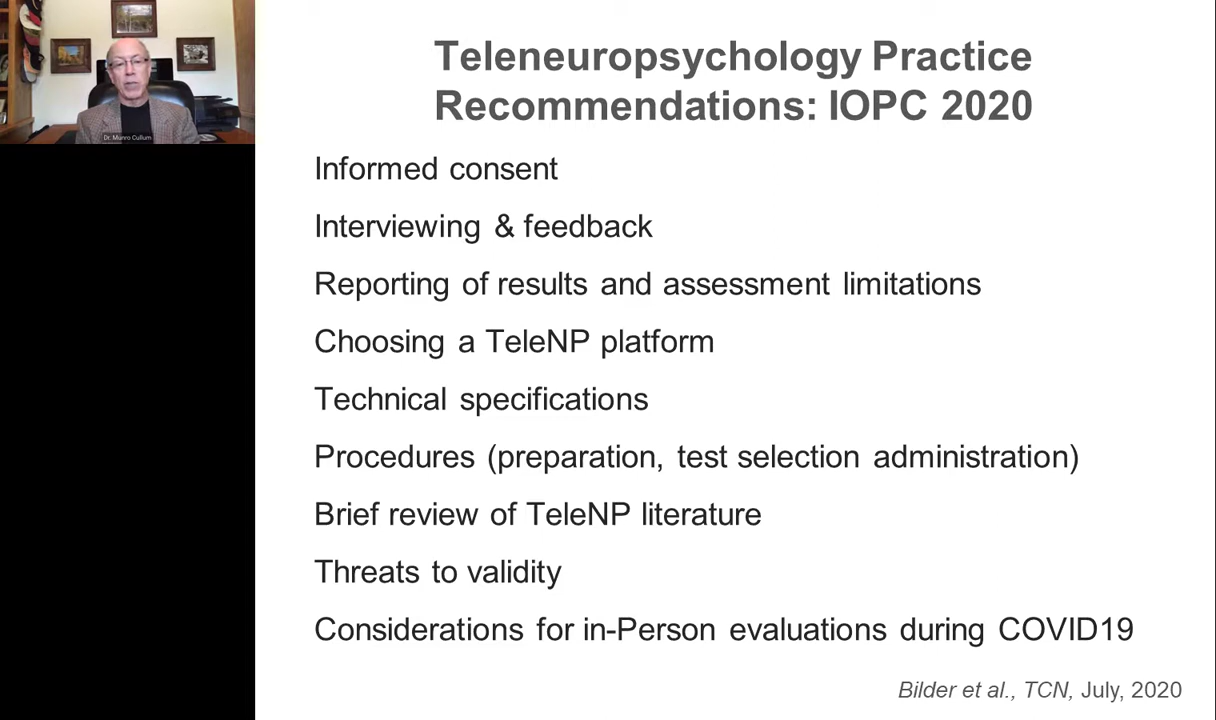 Dr. Munro Cullum
Teleneuropsychology Practice
Recommendations: IOPC 2020
Informed consent
Interviewing & feedback
Reporting of results and assessment limitations
Choosing a TeleNP platform
Technical specifications
Procedures (preparation, test selection administration)
Brief review of TeleNP literature
Threats to validity
Considerations for in-Person evaluations during COVID19
Bilder et al., TCN, July, 2020